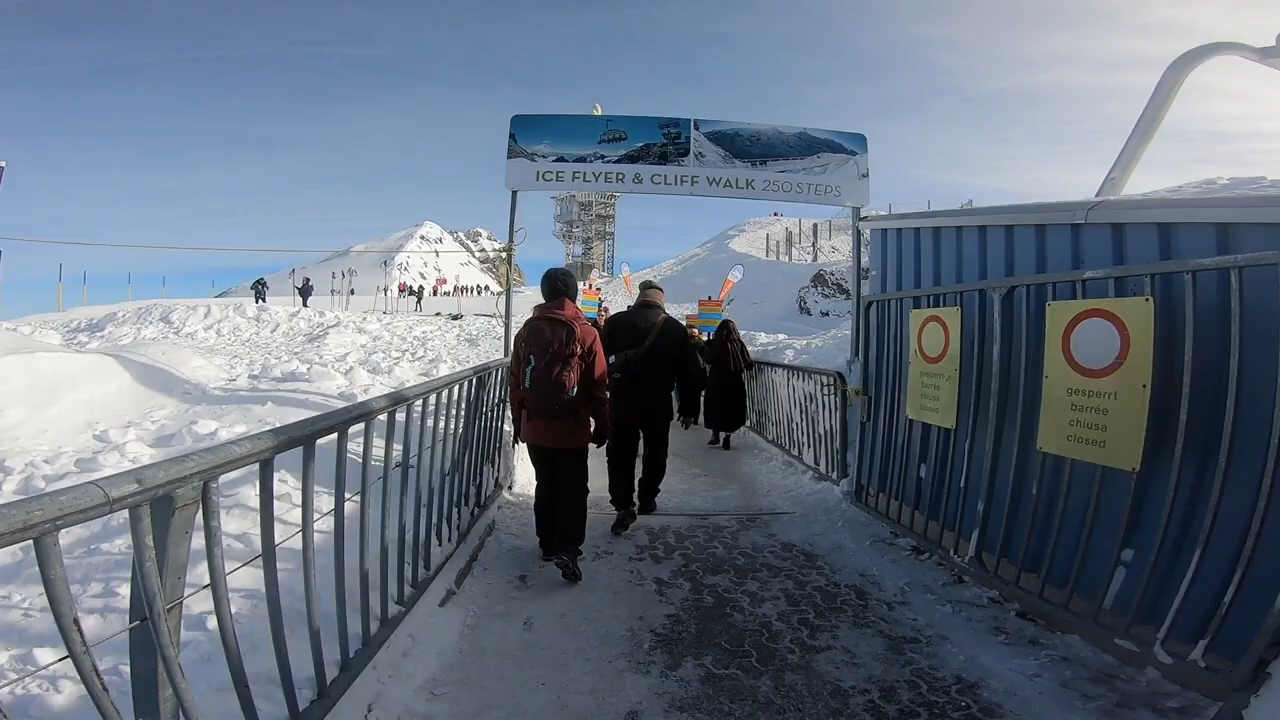 ICE FLYER & CLIFF WALK 250 STEPS
gesperrt
barrée
chiusa
closed
gesperrt
barrée
chiusa
closed